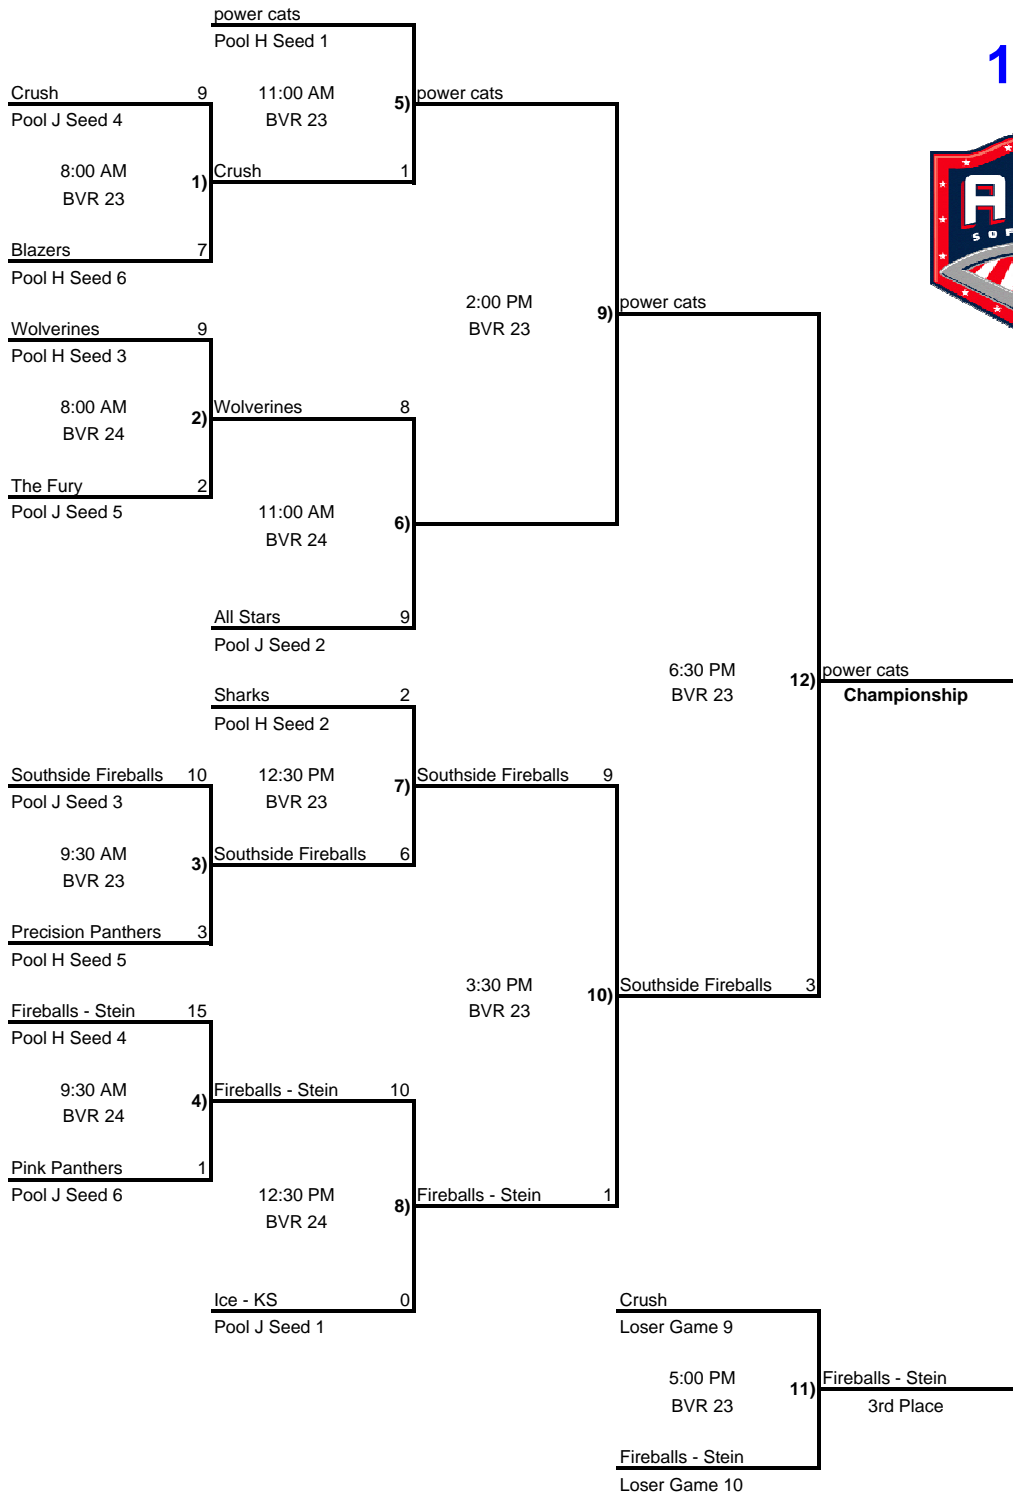 power cats
Pool H Seed 1
1
Crush 9
11:00 AM
5) power cats
Pool J Seed 4
BVR 23
8:00 AM
1) Crush 1
BVR 23
Blazers 7
Pool H Seed 6
2:00 PM
9) power cats
BVR 23
Wolverines 9
Pool H Seed 3
8:00 AM
2) Wolverines 8
BVR 24
The Fury 2
Pool J Seed 5
11:00 AM
6)
BVR 24
All Stars 9
Pool J Seed 2
6:30 PM
12) power cats
BVR 23
Championship
Sharks 2
Pool H Seed 2
Southside Fireballs 10
12:30 PM
7) Southside Fireballs 9
Pool J Seed 3
BVR 23
9:30 AM
3) Southside Fireballs 6
BVR 23
Precision Panthers 3
Pool H Seed 5
3:30 PM
10) Southside Fireballs 3
BVR 23
Fireballs - Stein 15
Pool H Seed 4
9:30 AM
4) Fireballs - Stein 10
BVR 24
Pink Panthers 1
Pool J Seed 6
12:30 PM
8) Fireballs - Stein 1
BVR 24
Ice - KS 0
Pool J Seed 1
Crush
Loser Game 9
5:00 PM
11) Fireballs - Stein
BVR 23
3rd Place
Fireballs - Stein
Loser Game 10